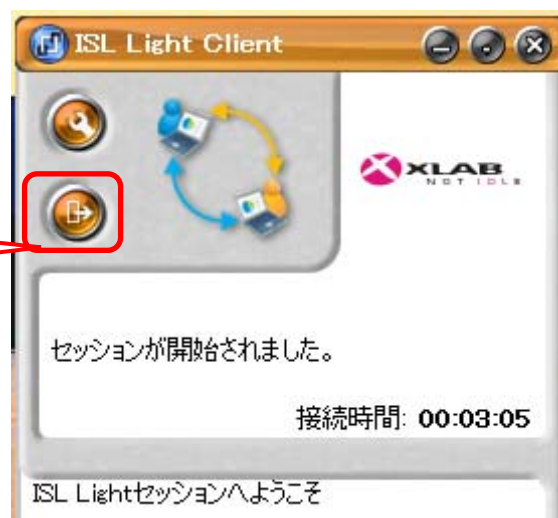 ISL Light Client
XLAB
NOT IDLE
セッションが開始されました。
接続時間: 00:03:05
ISL Lightセッションへようこそ